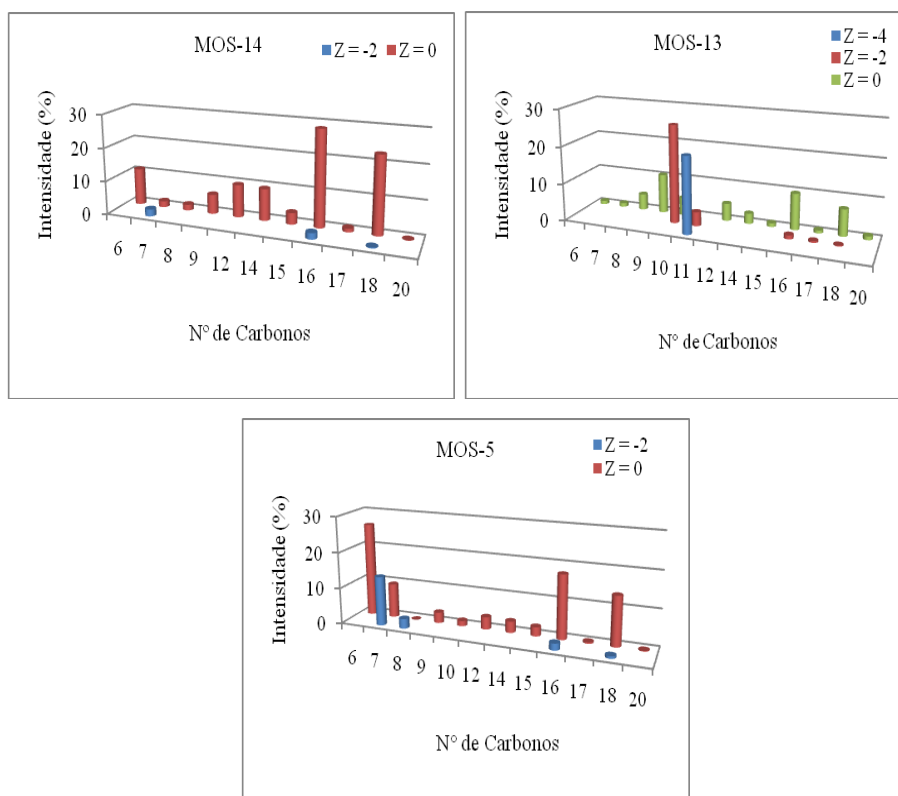 MOS-14
Z = -2 Z = 0
Intensidade (%)
30
20
10
0
6 7 8 9 12 14 15 16 17 18 20
Nº de Carbonos
MOS-13
Z = -4
Z = -2
Z = 0
Intensidade (%)
30
20
10
0
6 7 8 9 10 11 12 14 15 16 17 18 20
Nº de Carbonos
MOS-5
Z = -2
Z = 0
Intensidade (%)
30
20
10
0
6 7 8 9 10 12 14 15 16 17 18 20
Nº de Carbonos